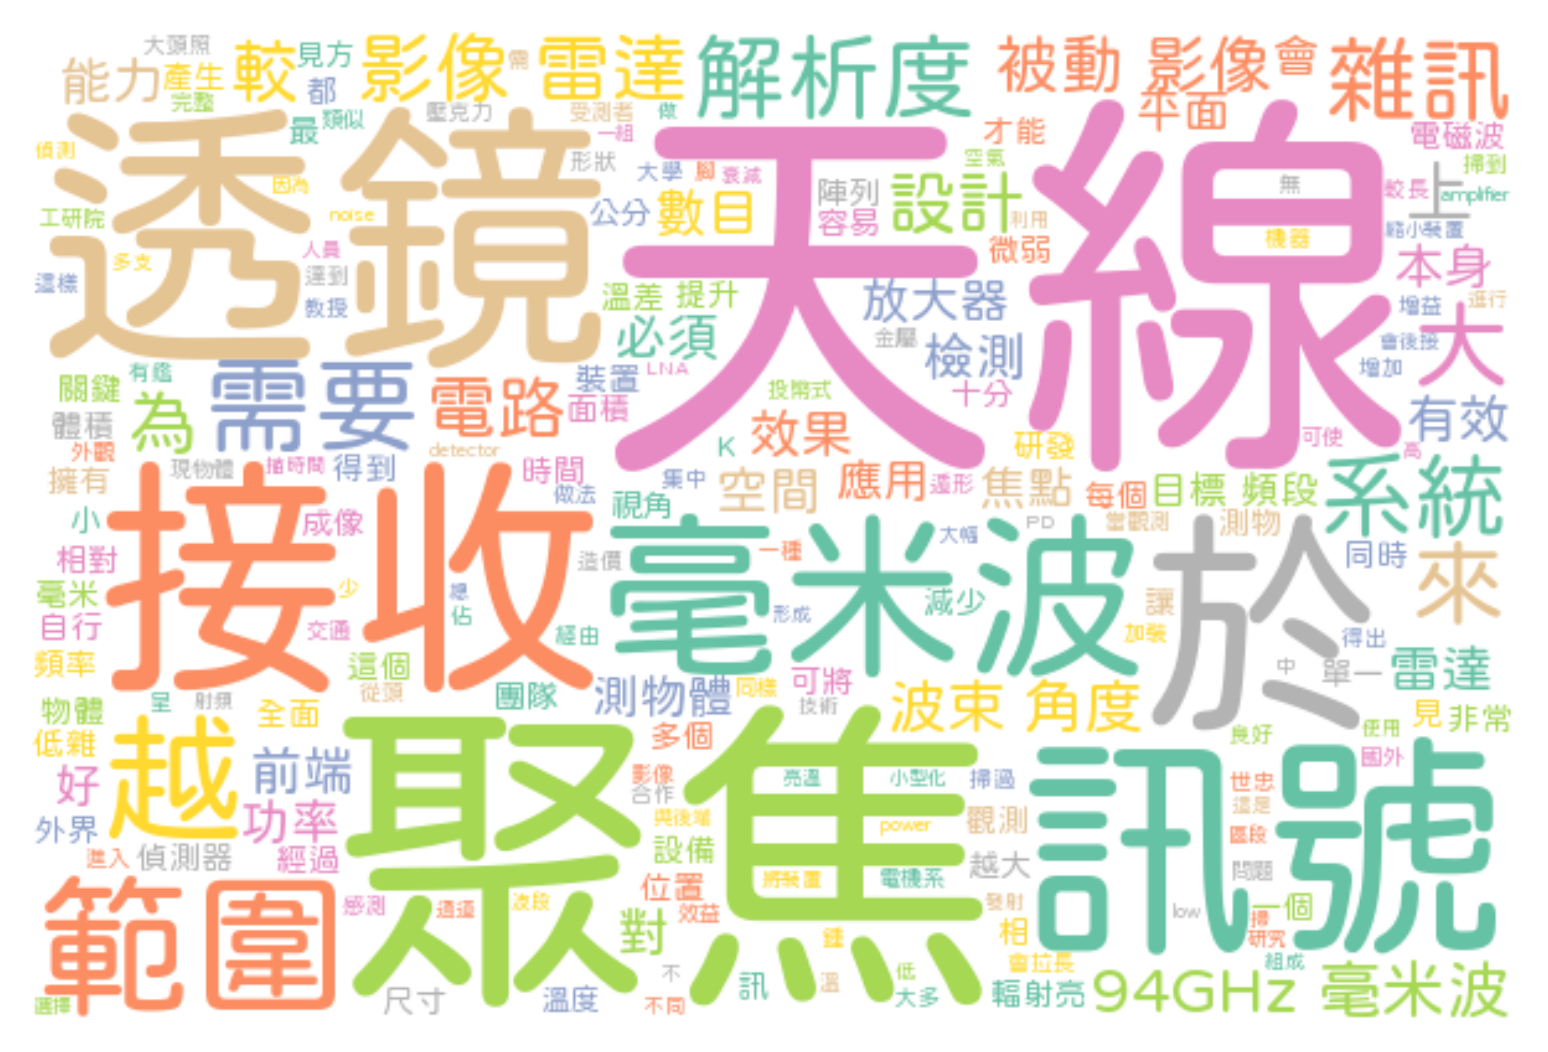 大頭照
能力
產生
較
見方
影像
需
雷達
解析度
被動
影像
會
雜訊
完整
都
最
類似
壓克力
受測者
做
平面
才能
電磁波
偵測
透鏡
一組
天線
形狀
大學
腳
衰減
空氣
掃到
因為
陣列
設計
無
較長
上
amplifier
工研院
noise
公分
數目
容易
利用
機器
縮小裝置
人員
多支
達到
微弱
本身
這樣
教授
溫差
提升
放大器
增益
進行
必須
金屬
檢測
大
會後接
關鍵
有鑑
需要
電路
裝置
LNA
投幣式
十分
增加
為
面積
有效
體積
外觀
detector
K
效果
研發
可使
高
擁有
現物體
得到
時間
集中
空間
應用
焦點
每個
目標
頻段
系統
小
接收
成像
做法
視角
毫米波
大幅
PD
當觀測
測物
於
同時
來
相對
造價
一種
毫米
少
總
佔
形成
減少
讓
自行
交通
經由
加裝
得出
頻率
這個
中
單一
雷達
從頭
團隊
測物體
同樣
可將
波束
角度
物體
呈
射頻
全面
技術
見
非常
低雜
越
前端
聚焦
多個
良好
使用
好
影像
合作
亮溫
小型化
掃過
訊號
國外
世忠
外界
功率
與後端
power
觀測
這是
進入
偵測器
經過
設備
越大
區段
將裝置
電機系
問題
範圍
感測
通道
波段
位置
效益
對
發射
low
一個
掃
相
研究
鍾
會拉長
組成
選擇
尺寸
溫度
不
不同
訊
溫
低
大多
輻射亮
94GHz
毫米波